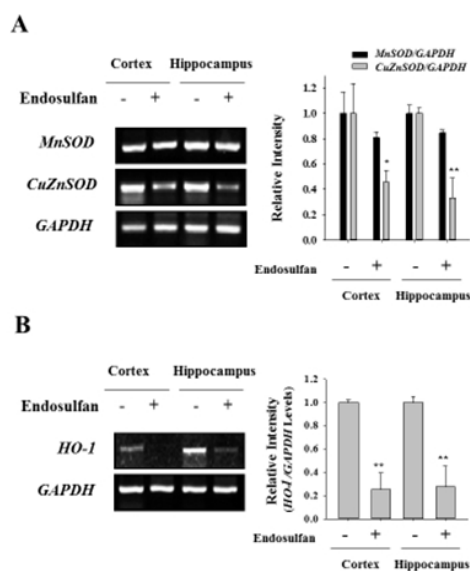 A
Cortex Hippocampus
Endosulfan - + - +
MnSOD
CuZnSOD
GAPDH
MnSOD/GAPDH
CuZnSOD/GAPDH
Relative Intensity
1.2
1.0
0.8
0.6
0.4
0.2
0.0
*
**
Endosulfan - + - +
Cortex Hippocampus
B
Cortex Hippocampus
Endosulfan - + - +
HO-1
GAPDH
Relative Intensity
(HO-1/GAPDH Levels)
1.2
1.0
0.8
0.6
0.4
0.2
0.0
**
**
Endosulfan - + - +
Cortex Hippocampus